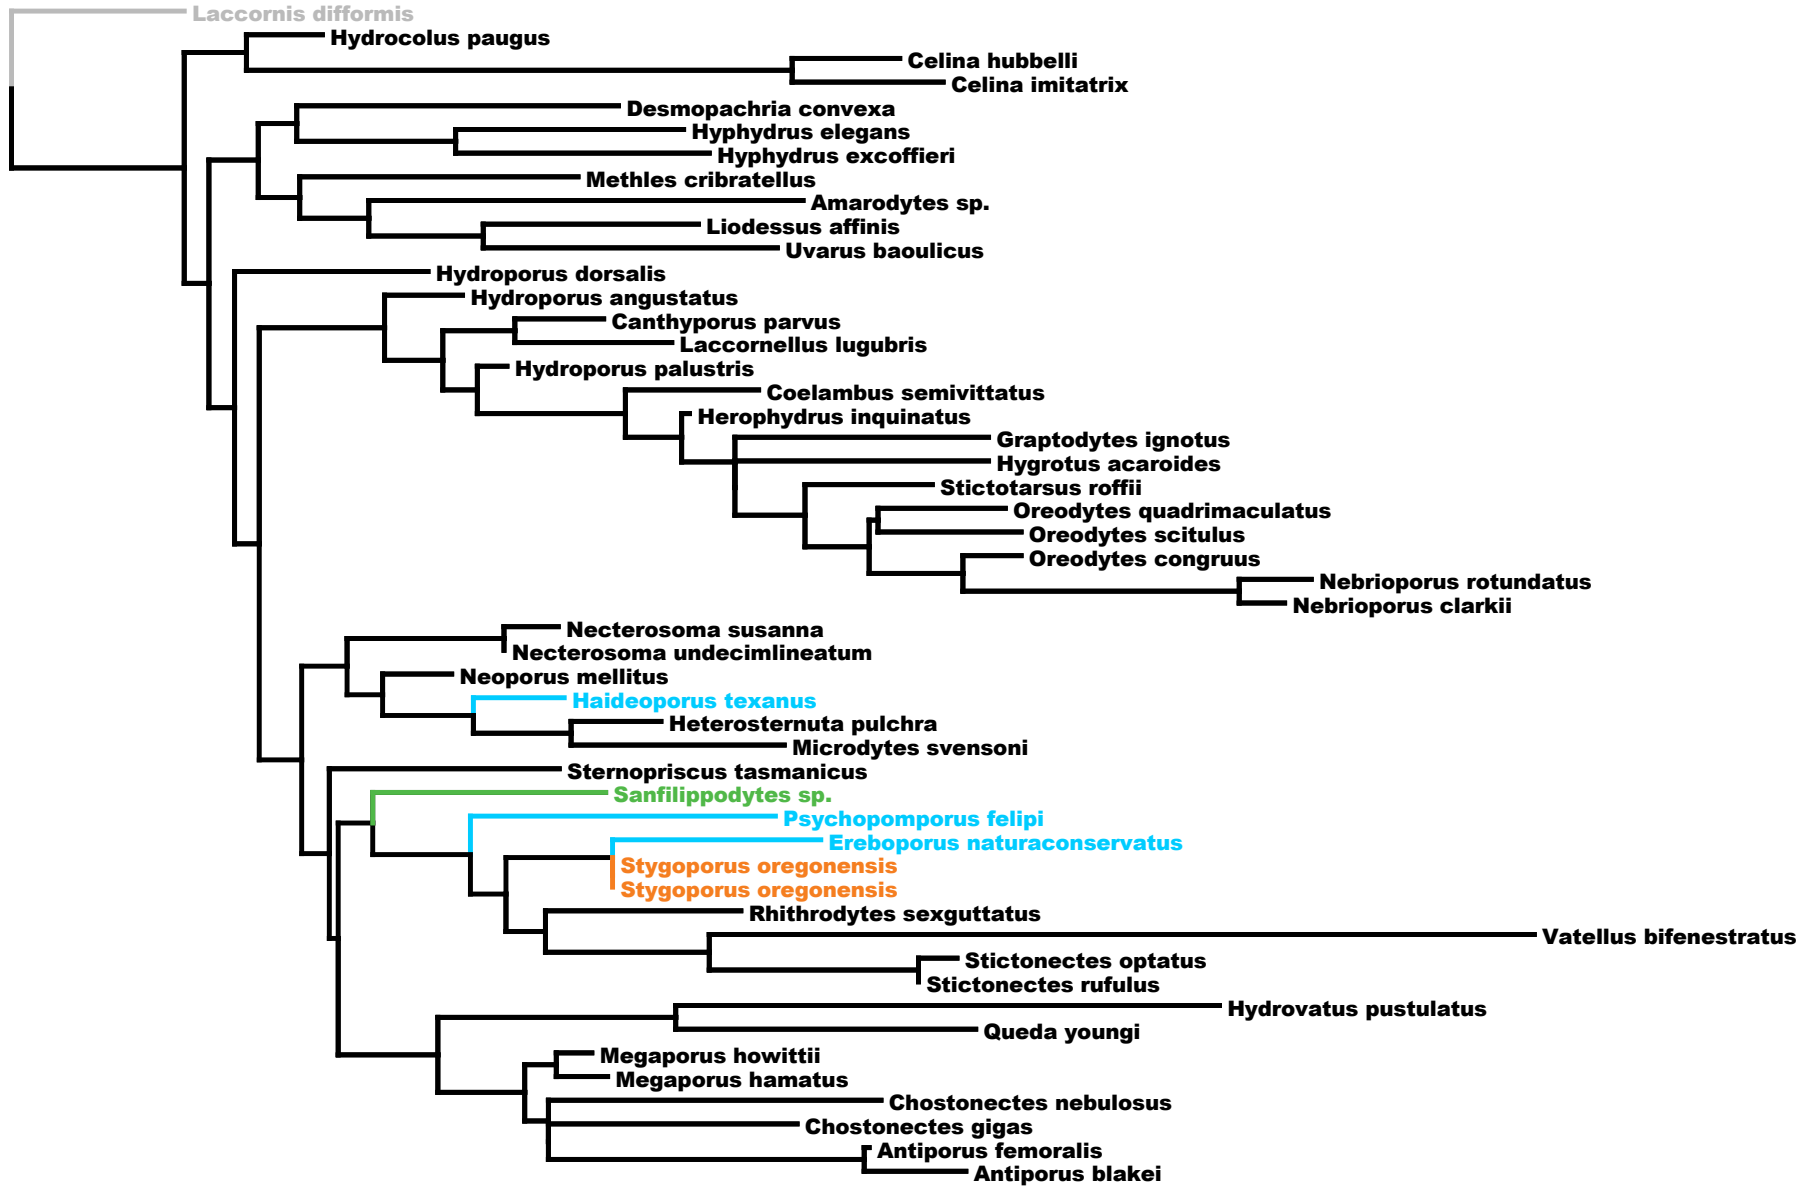 Laccornis difformis
Hydrocolus paugus
Celina hubbelli
Celina imitatrix
Desmopachria convexa
Hyphydrus elegans
Hyphydrus excoffieri
Methles cribratellus
Amarodytes sp.
Liodessus affinis
Uvarus baoulicus
Hydroporus dorsalis
Hydroporus angustatus
Canthyporus parvus
Laccornellus lugubris
Hydroporus palustris
Coelambus semivittatus
Herophydrus inquinatus
Graptodytes ignotus
Hygrotus acaroides
Stictotarsus roffii
Oreodytes quadrimaculatus
Oreodytes scitulus
Oreodytes congruus
Nebrioporus rotundatus
Nebrioporus clarkii
Necterosoma susanna
Necterosoma undecimlineatum
Neoporus mellitus
Haideoporus texanus
Heterosternuta pulchra
Microdytes svensoni
Sternopriscus tasmanicus
Sanfilippodytes sp.
Psychopomporus felipi
Ereboporus naturaconservatus
Stygoporus oregonensis
Stygoporus oregonensis
Rhithrodytes sexguttatus
Vatellus bifenestratus
Stictonectes optatus
Stictonectes rufulus
Hydrovatus pustulatus
Queda youngi
Megaporus howittii
Megaporus hamatus
Chostonectes nebulosus
Chostonectes gigas
Antiporus femoralis
Antiporus blakei